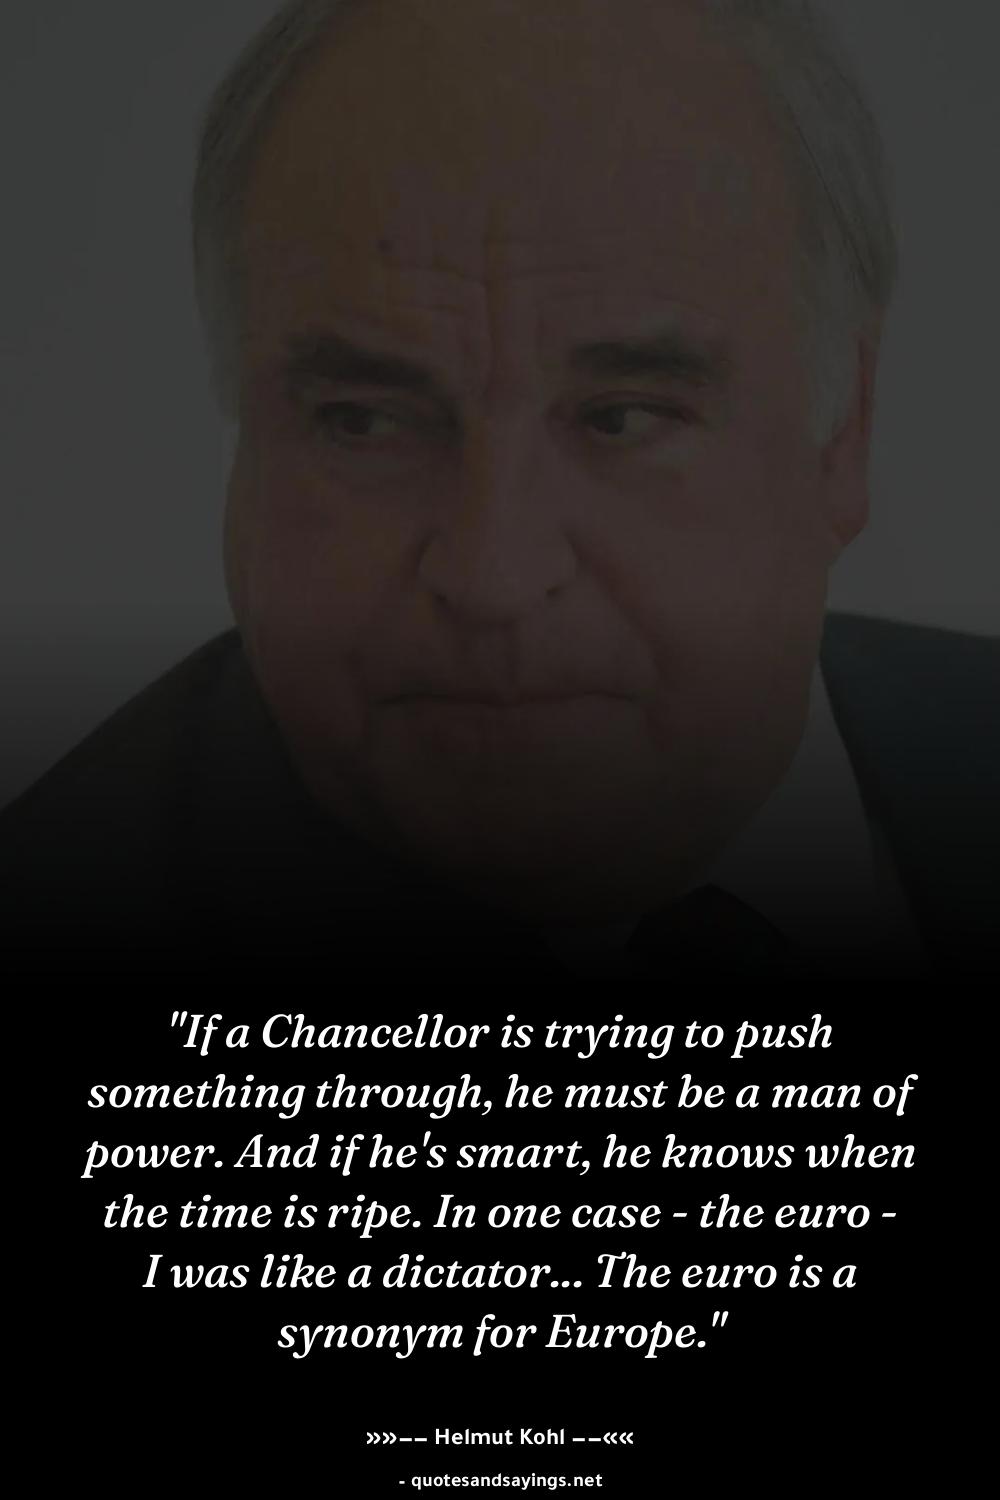 "If a Chancellor is trying to push
something through, he must be a man of
power. And if he's smart, he knows when
the time is ripe. In one case - the euro -
I was like a dictator... The euro is a
synonym for Europe."
»»–– Helmut Kohl ––««
- quotesandsayings.net